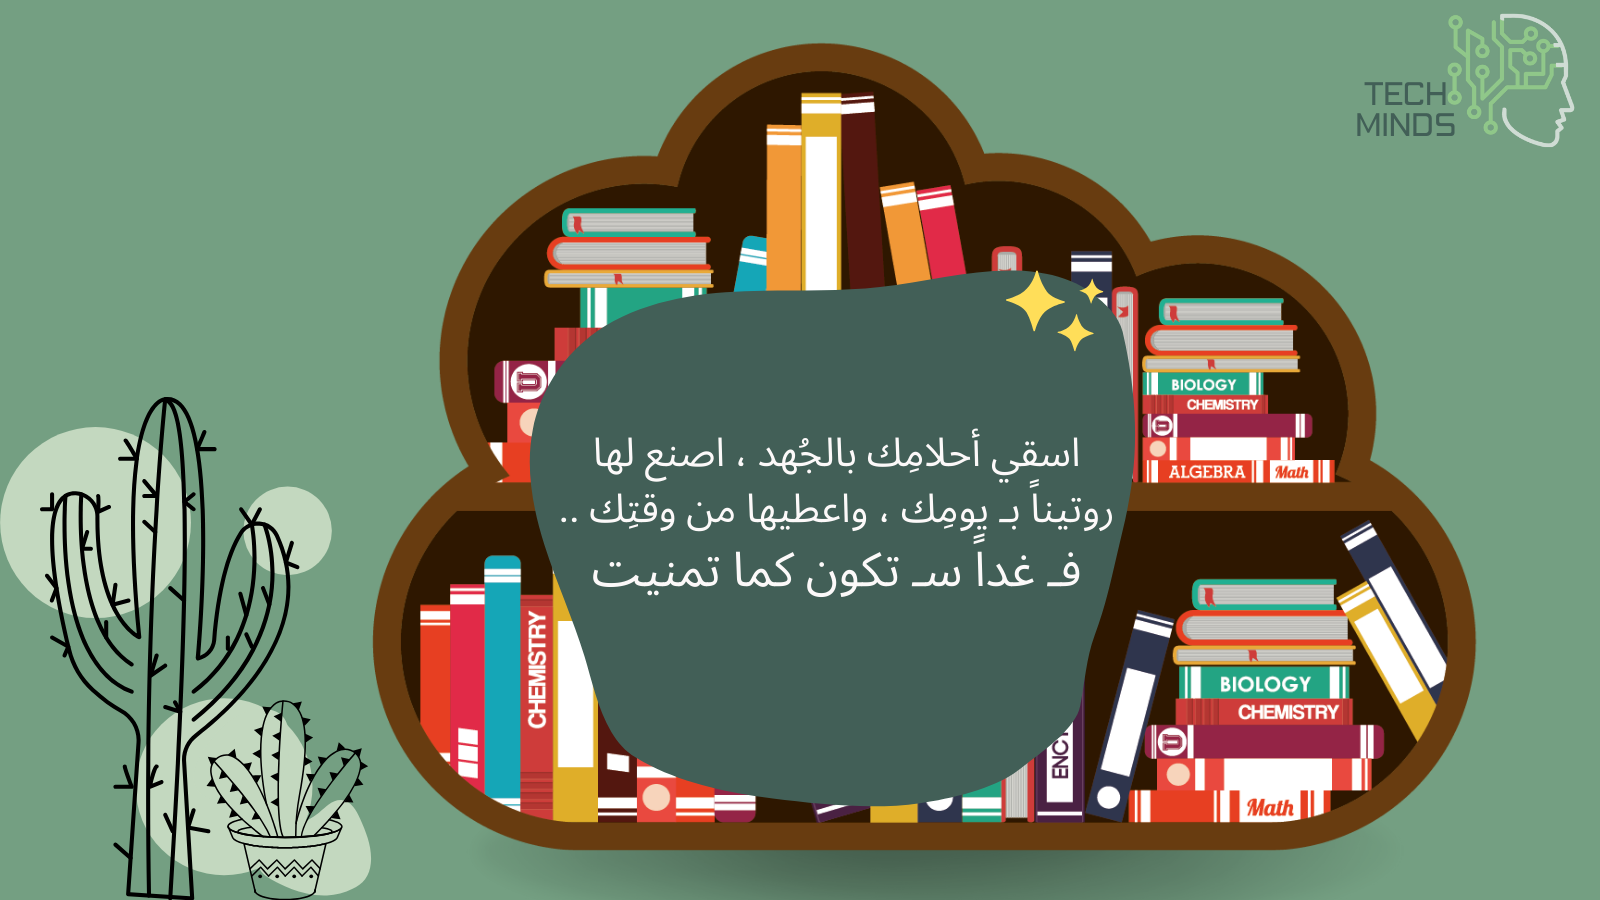 TECH
MINDS
BIOLOGY
CHEMISTRY
ALGEBRA Math
اسقي أحلامِك بالجُهد ، اصنع لها
روتيناً بـ يومِك ، واعطيها من وقتِك ..
فـ غداً سـ تكون كما تمنيت
CHEMISTRY
BIOLOGY
CHEMISTRY
Math